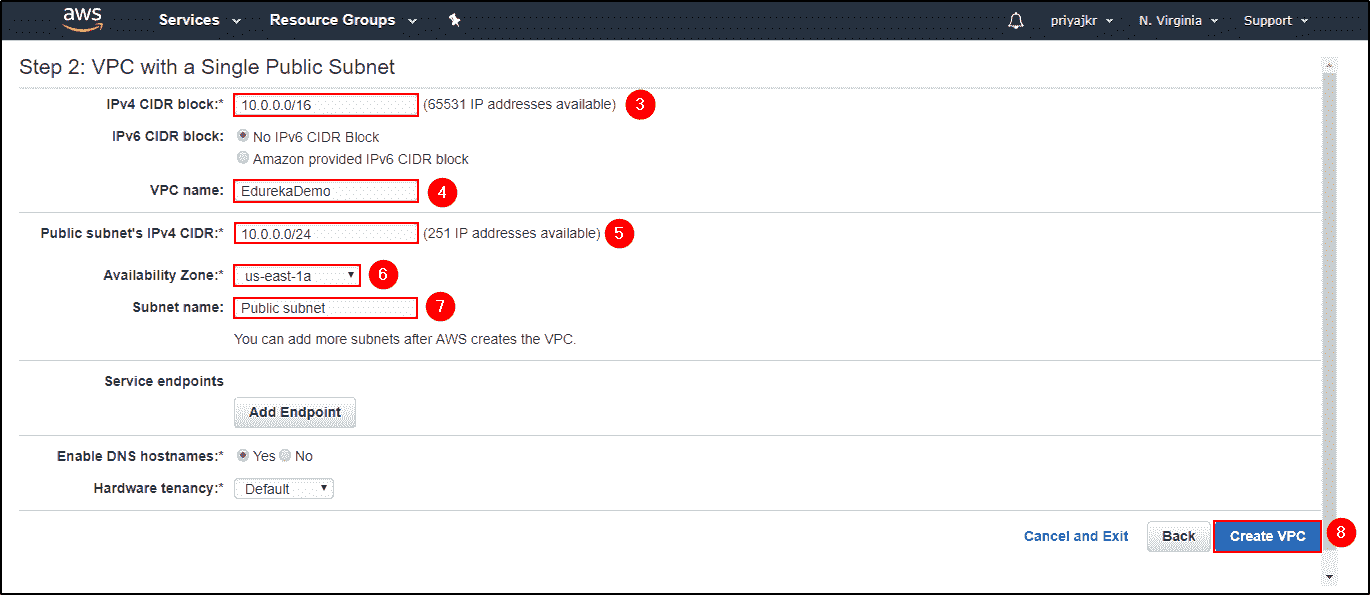 aws Services Resource Groups priyajkr N. Virginia Support
Step 2: VPC with a Single Public Subnet
IPv4 CIDR block:* 10.0.0.0/16 (65531 IP addresses available) 3
IPv6 CIDR block: No IPv6 CIDR Block
Amazon provided IPv6 CIDR block
VPC name: EdurekaDemo 4
Public subnet's IPv4 CIDR:* 10.0.0.0/24 (251 IP addresses available) 5
Availability Zone:* us-east-1a 6
Subnet name: Public subnet 7
You can add more subnets after AWS creates the VPC.
Service endpoints
Add Endpoint
Enable DNS hostnames:* Yes No
Hardware tenancy:* Default
Cancel and Exit Back Create VPC 8